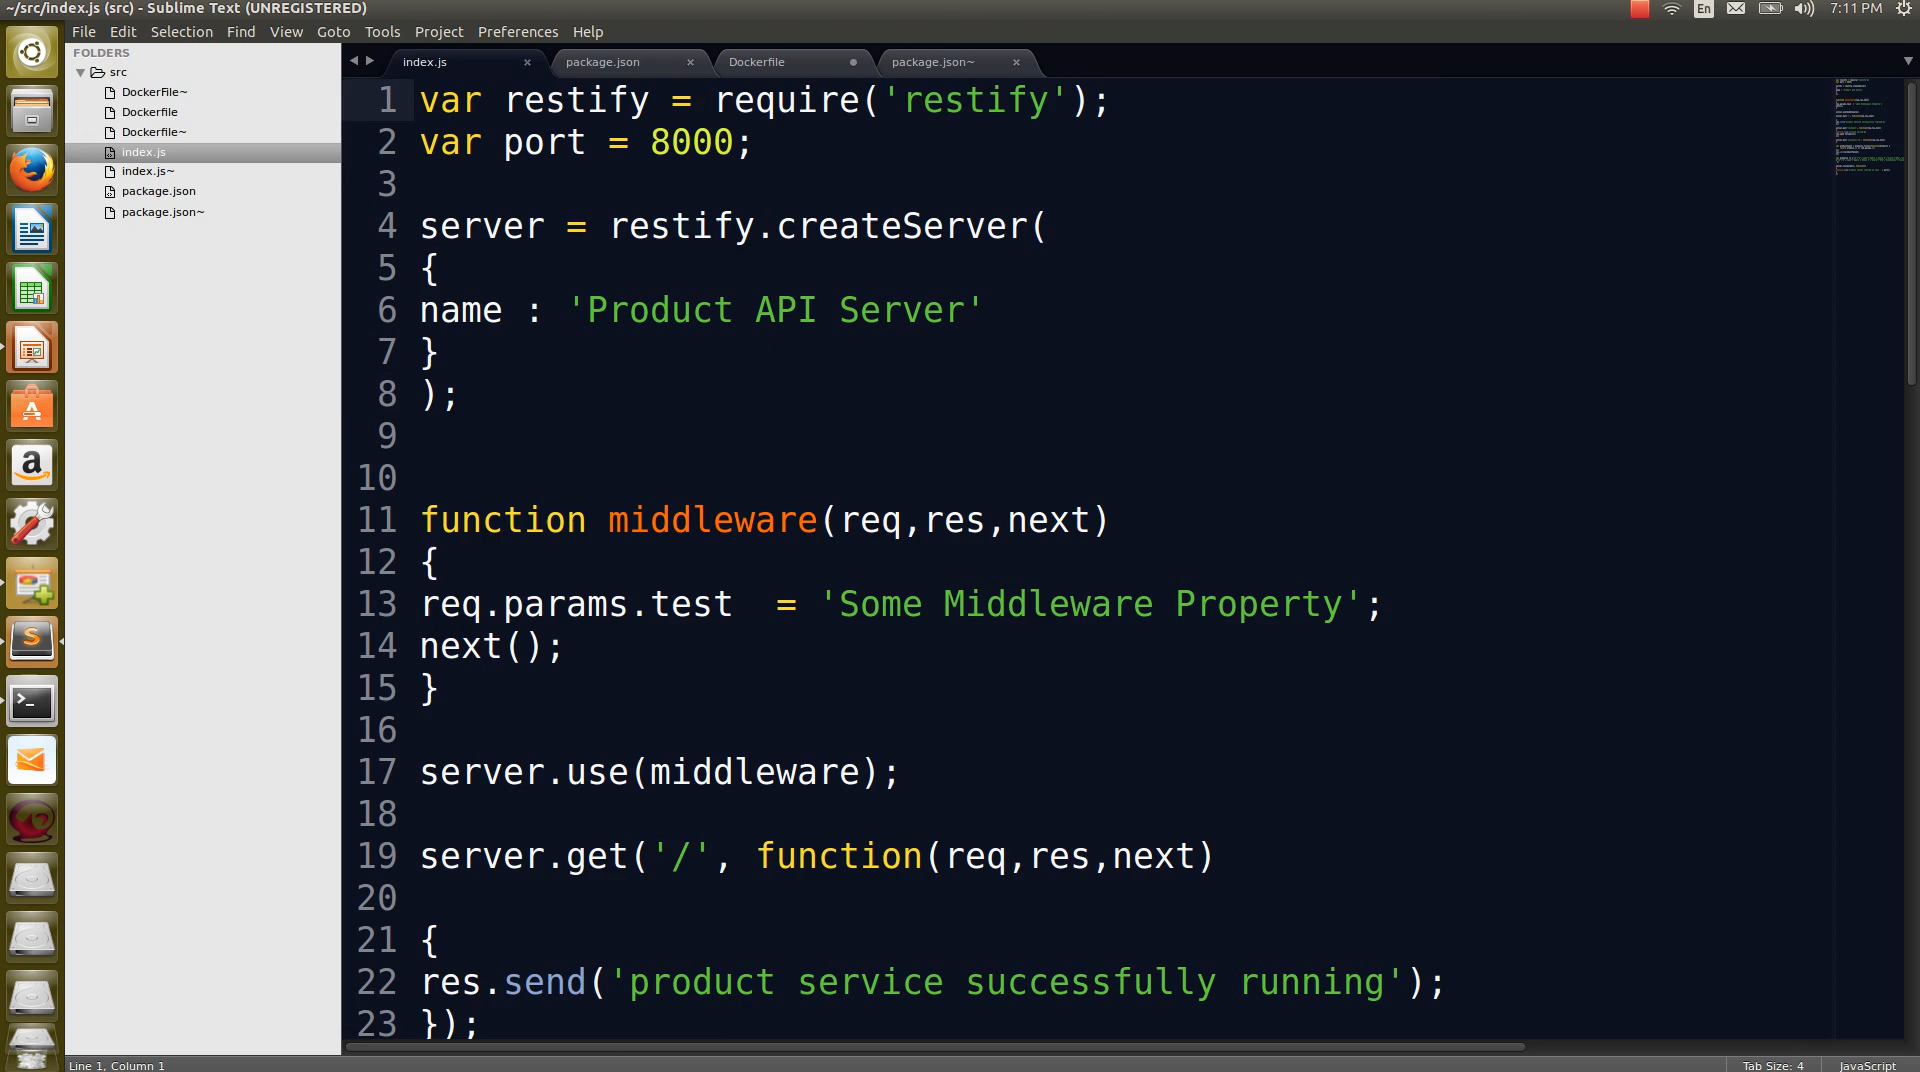 ~/src/index.js (src) - Sublime Text (UNREGISTERED)
En
7:11 PM
File Edit Selection Find View Goto Tools Project Preferences Help
FOLDERS
src
DockerFile~
Dockerfile
Dockerfile~
index.js
index.js~
package.json
package.json~
index.js package.json Dockerfile package.json~
1 var restify = require('restify');
2 var port = 8000;
3
4 server = restify.createServer(
5 {
6 name : 'Product API Server'
7 }
8 );
9
10
11 function middleware(req,res,next)
12 {
13 req.params.test  = 'Some Middleware Property';
14 next();
15 }
16
17 server.use(middleware);
18
19 server.get('/', function(req,res,next)
20
21 {
22 res.send('product service successfully running');
23 });
Line 1, Column 1
Tab Size: 4
JavaScript